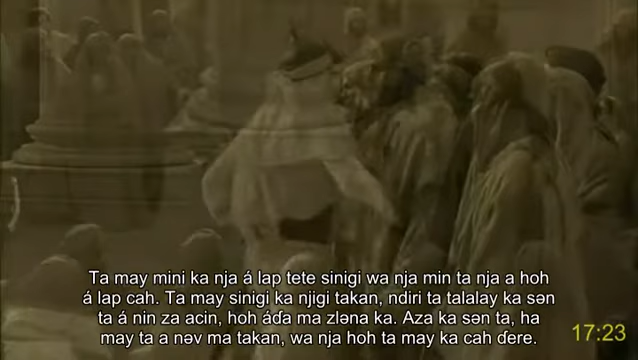 Ta may mini ka nja á lap tete sinigi wa nja min ta nja a hoh
á lap cah. Ta may sinigi ka njigi takan, ndiri ta talalay ka sən
ta á nin za acin, hoh áɗa ma zləna ka. Aza ka sən ta, ha
may ta a nəv ma takan, wa nja hoh ta may ka cah ɗere.
17:23